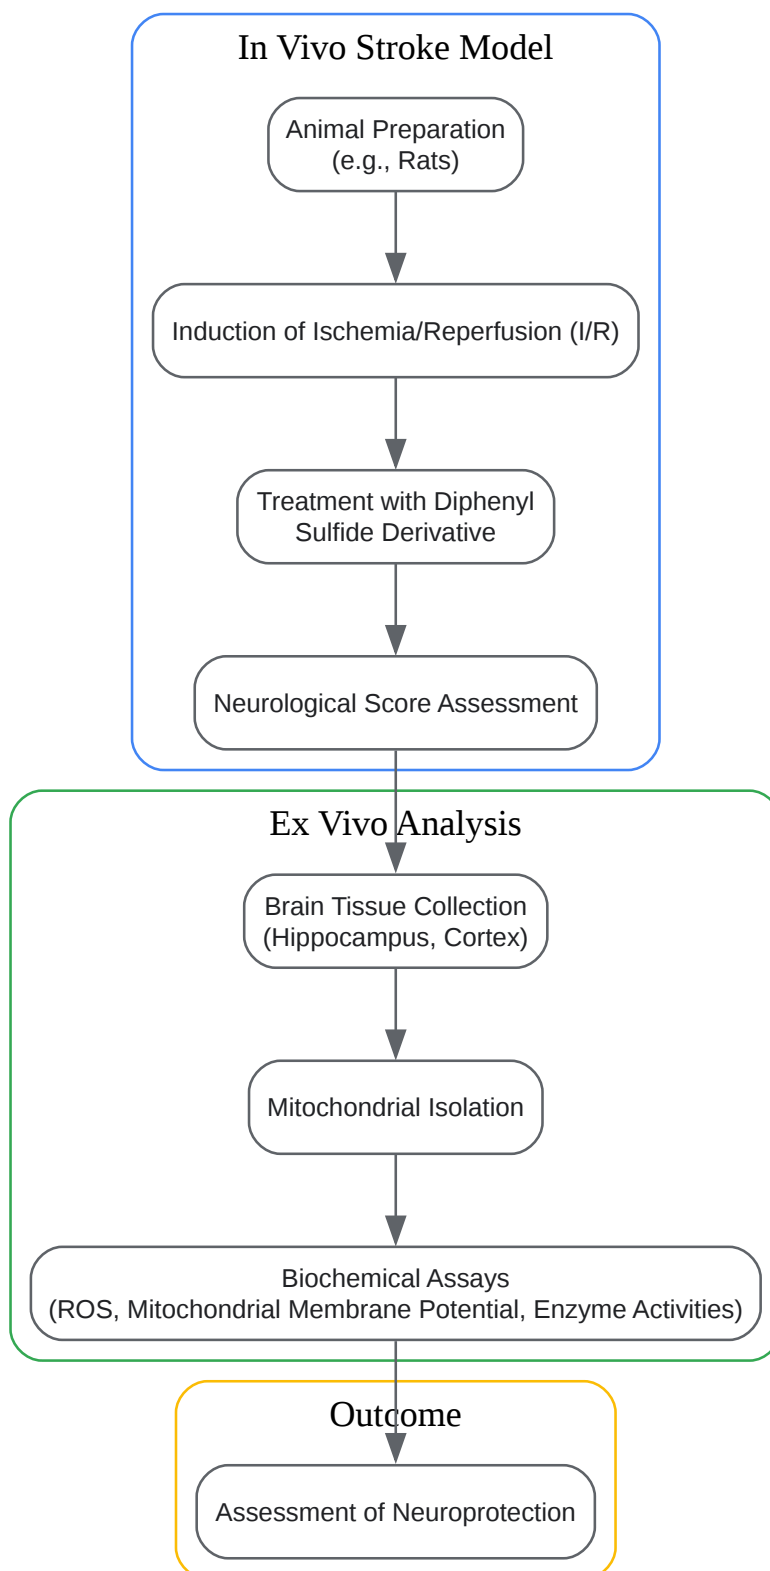 In Vivo Stroke Model
Animal Preparation
(e.g., Rats)
Induction of Ischemia/Reperfusion (I/R)
Treatment with Diphenyl
Sulfide Derivative
Neurological Score Assessment
Ex Vivo Analysis
Brain Tissue Collection
(Hippocampus, Cortex)
Mitochondrial Isolation
Biochemical Assays
(ROS, Mitochondrial Membrane Potential, Enzyme Activities)
Outcome
Assessment of Neuroprotection